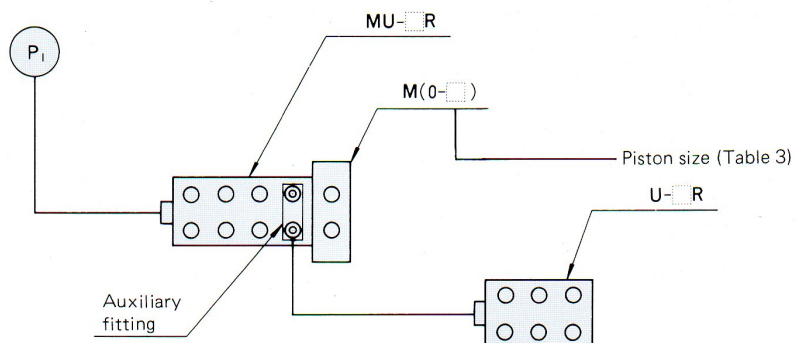 MU-□R
P₁
M(0-□)
Piston size (Table 3)
U-□R
Auxiliary
fitting